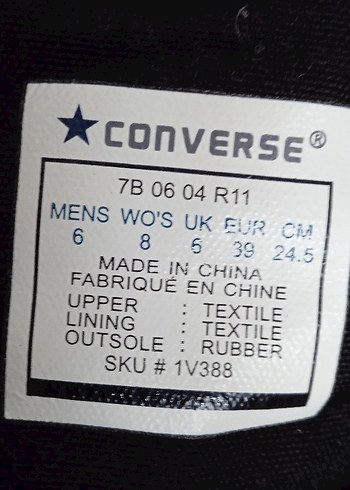 CONVERSE®
7B 06 04 R11
MENS WO'S UK EUR CM
6 8 6 39 24.5
MADE IN CHINA
FABRIQUÉ EN CHINE
UPPER : TEXTILE
LINING : TEXTILE
OUTSOLE : RUBBER
SKU # 1V388